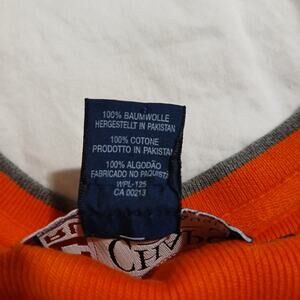 100% BAUMWOLLE
HERGESTELLT IN PAKISTAN
100% COTONE
PRODOTTO IN PAKISTAN
100% ALGODÃO
FABRICADO NO PAQUISTÃO
WPL-125
CA 00213